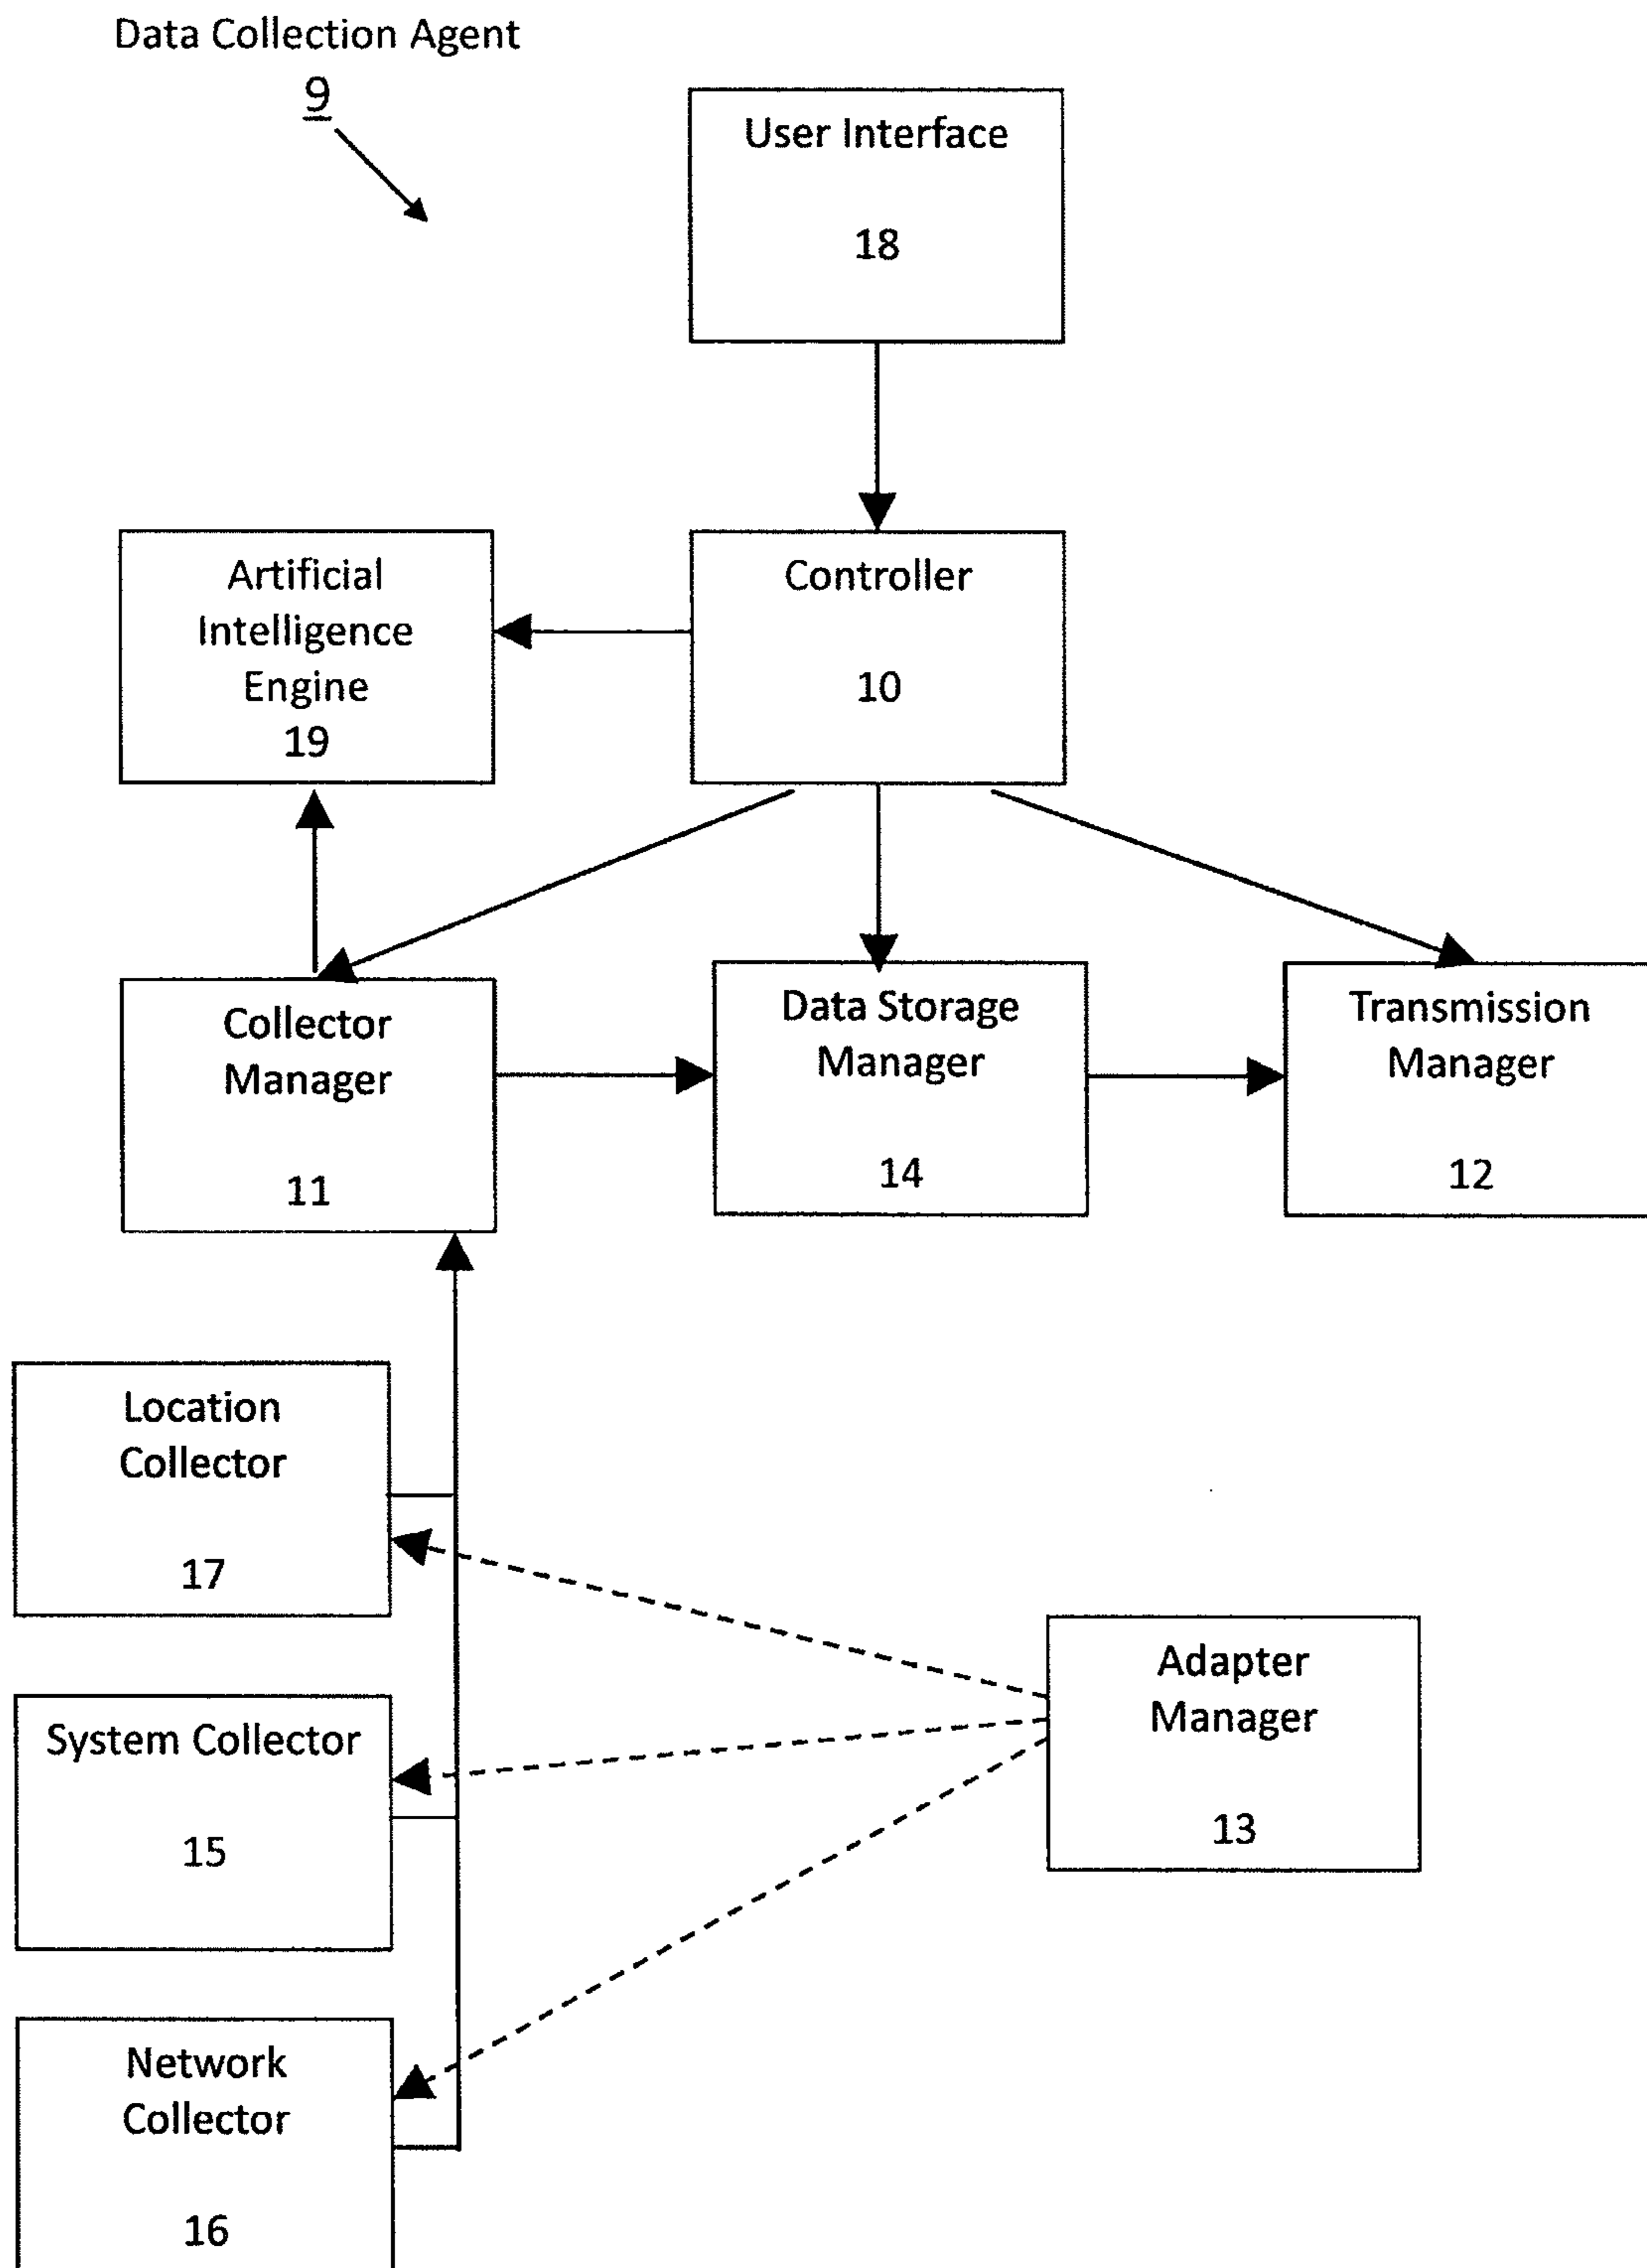 Data Collection Agent
9
User Interface
18
Artificial
Intelligence
Engine
19
Controller
10
Collector
Manager
11
Data Storage
Manager
14
Transmission
Manager
12
Location
Collector
17
Adapter
Manager
13
System Collector
15
Network
Collector
16